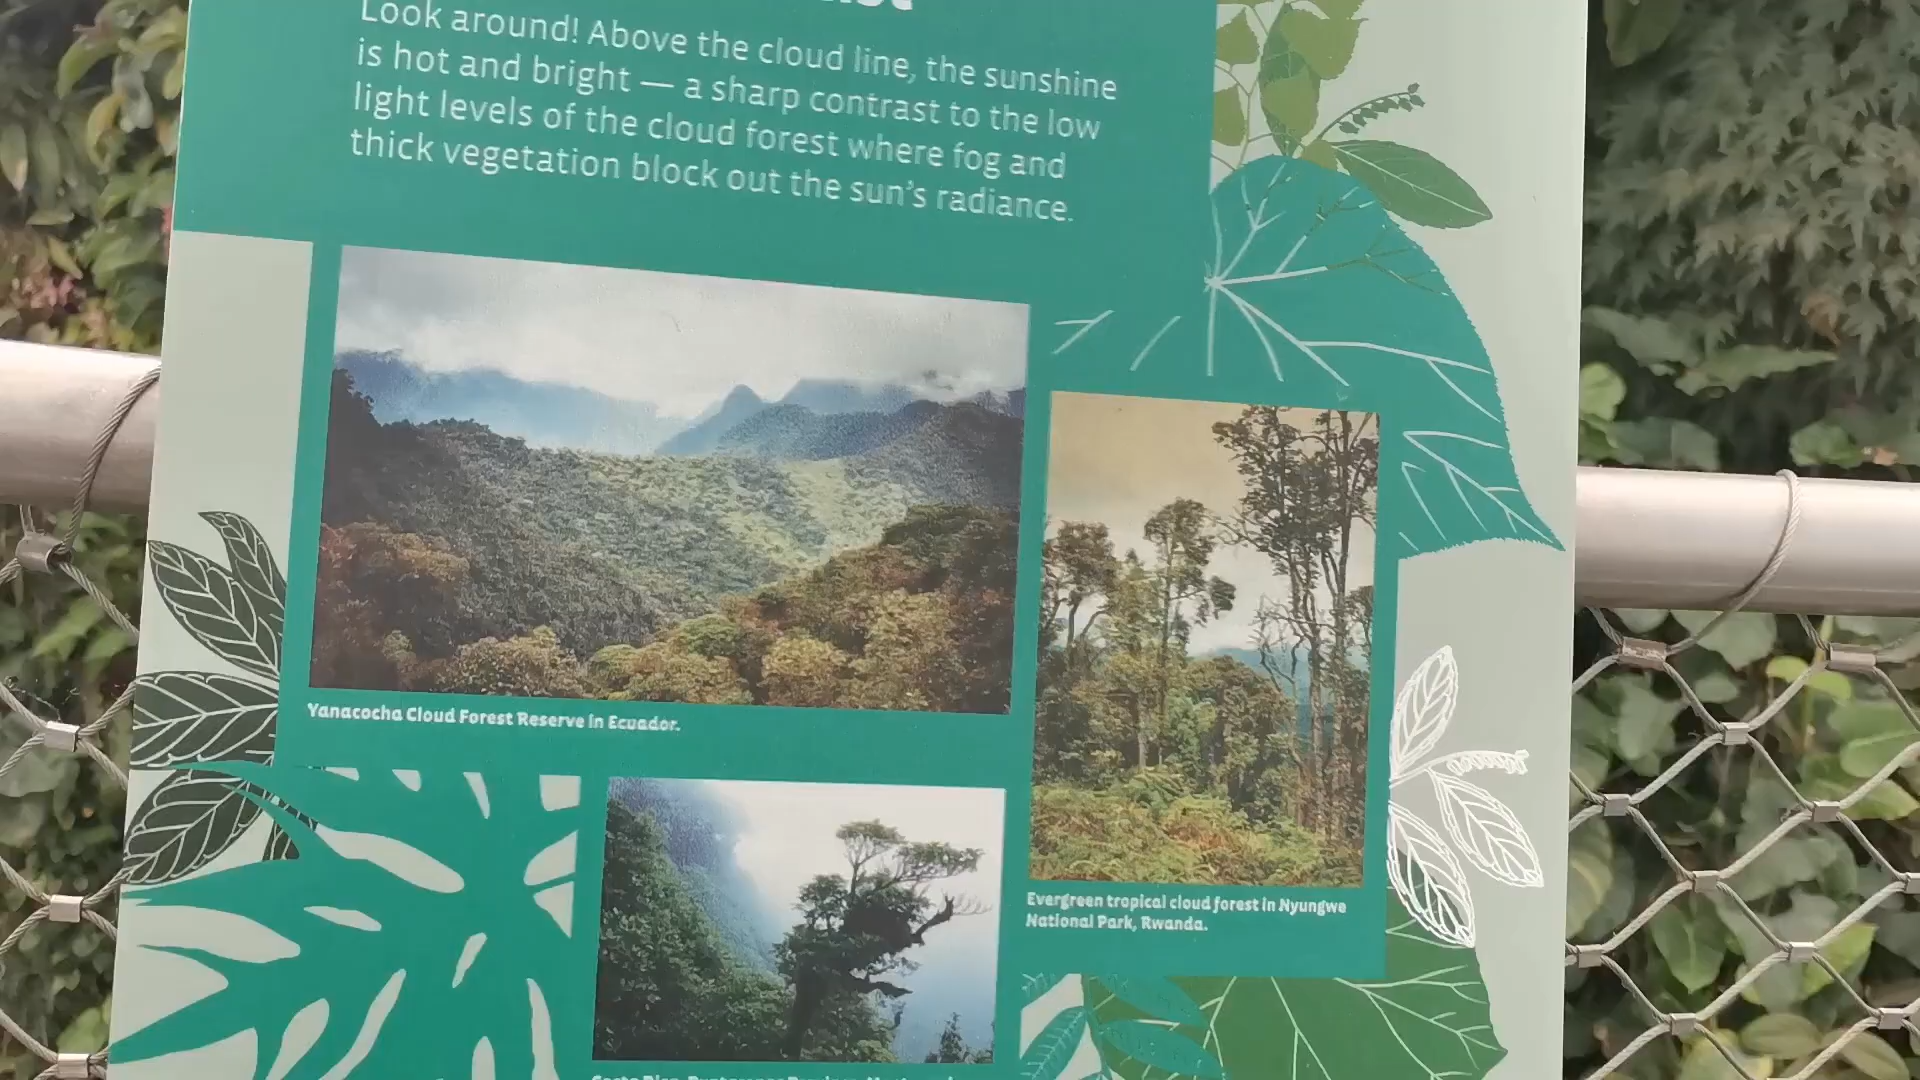 Look around! Above the cloud line, the sunshine
is hot and bright — a sharp contrast to the low
light levels of the cloud forest where fog and
thick vegetation block out the sun's radiance.
Yanacocha Cloud Forest Reserve in Ecuador.
Evergreen tropical cloud forest in Nyungwe
National Park, Rwanda.